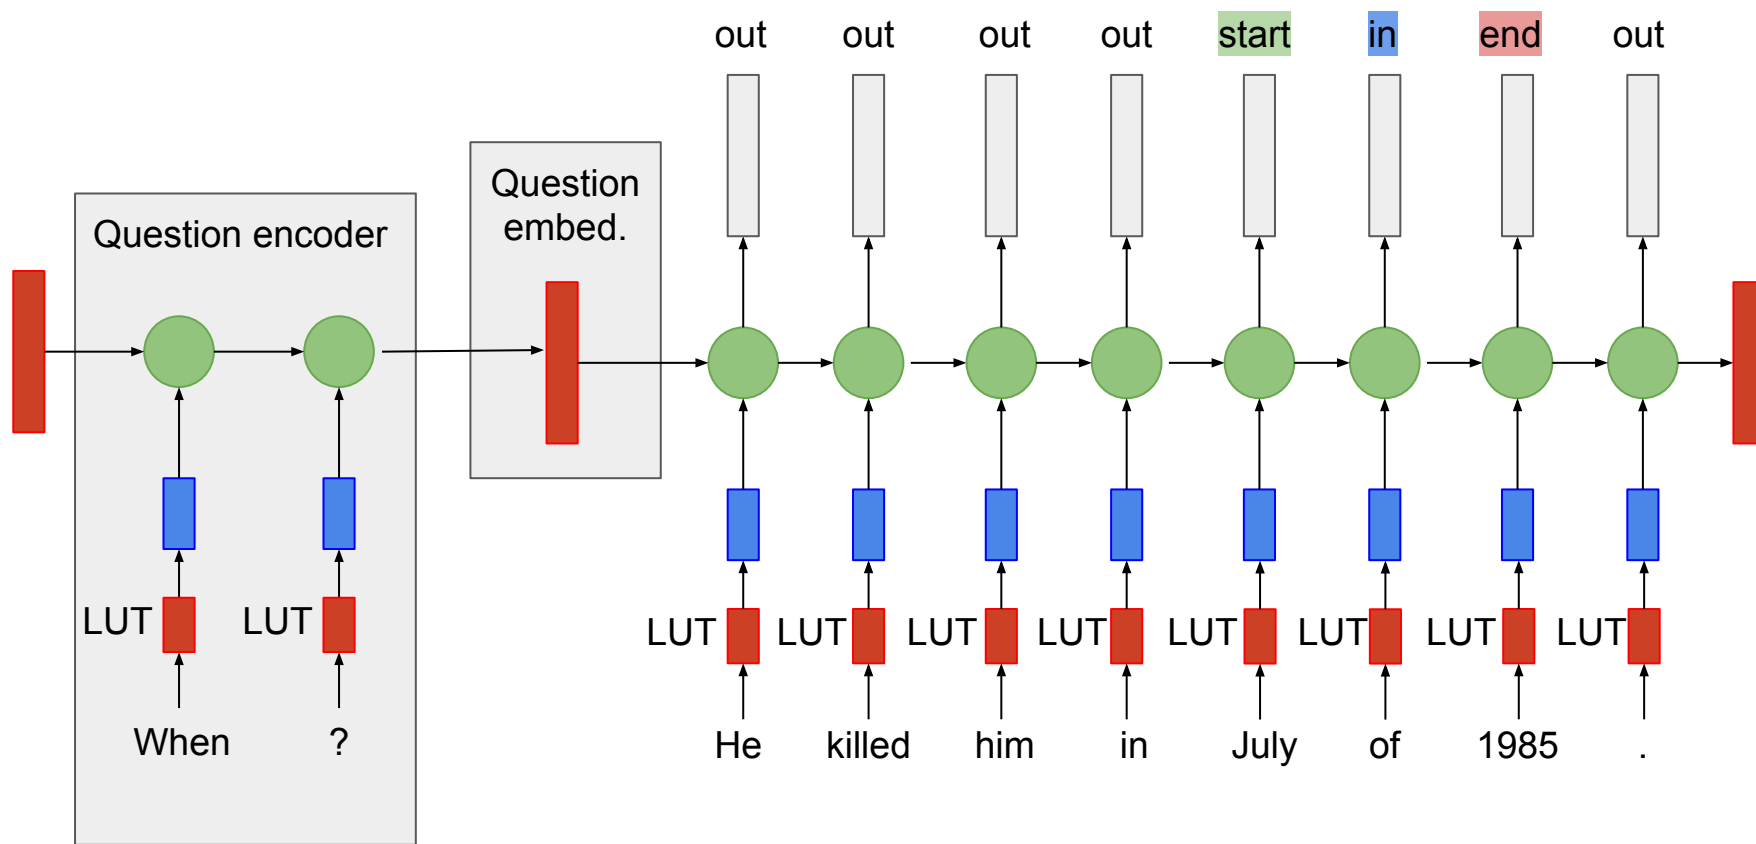 out out out out start in end out
Question
embed.
Question encoder
LUT LUT LUT LUT LUT LUT LUT LUT LUT LUT
When ? He killed him in July of 1985 .